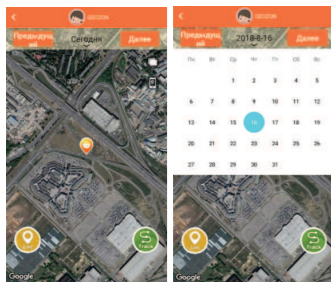 GEOZON
Предыдущ
ий
Сегодня
Далее
Track
Google
GEOZON
Предыдущ
ий
2018-8-16
Далее
Пн Вт Ср Чт Пт Сб Вс
1 2 3 4 5
6 7 8 9 10 11 12
13 14 15 16 17 18 19
20 21 22 23 24 25 26
27 28 29 30 31
Track
Google